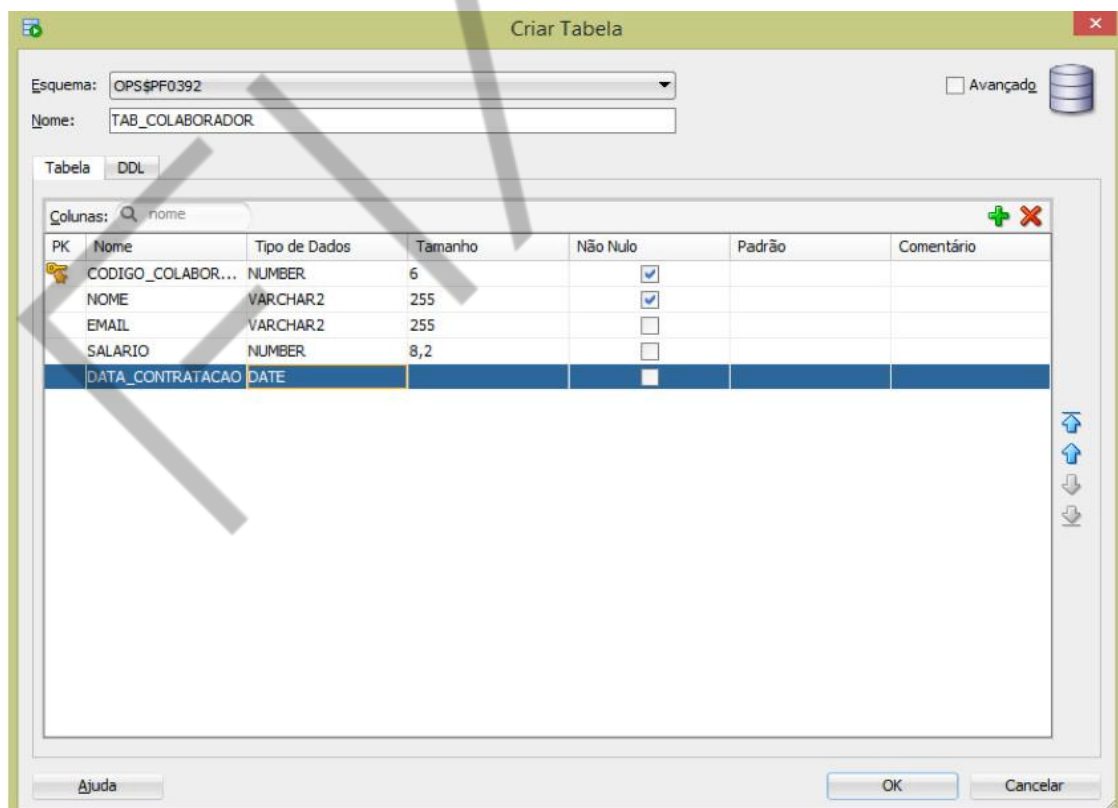 Criar Tabela
Esquema: OPS$PF0392
Avançado
Nome: TAB_COLABORADOR
Tabela DDL
Colunas: nome
PK Nome Tipo de Dados Tamanho Não Nulo Padrão Comentário
CODIGO_COLABOR... NUMBER 6
NOME VARCHAR2 255
EMAIL VARCHAR2 255
SALARIO NUMBER 8,2
DATA_CONTRATACAO DATE
Ajuda OK Cancelar